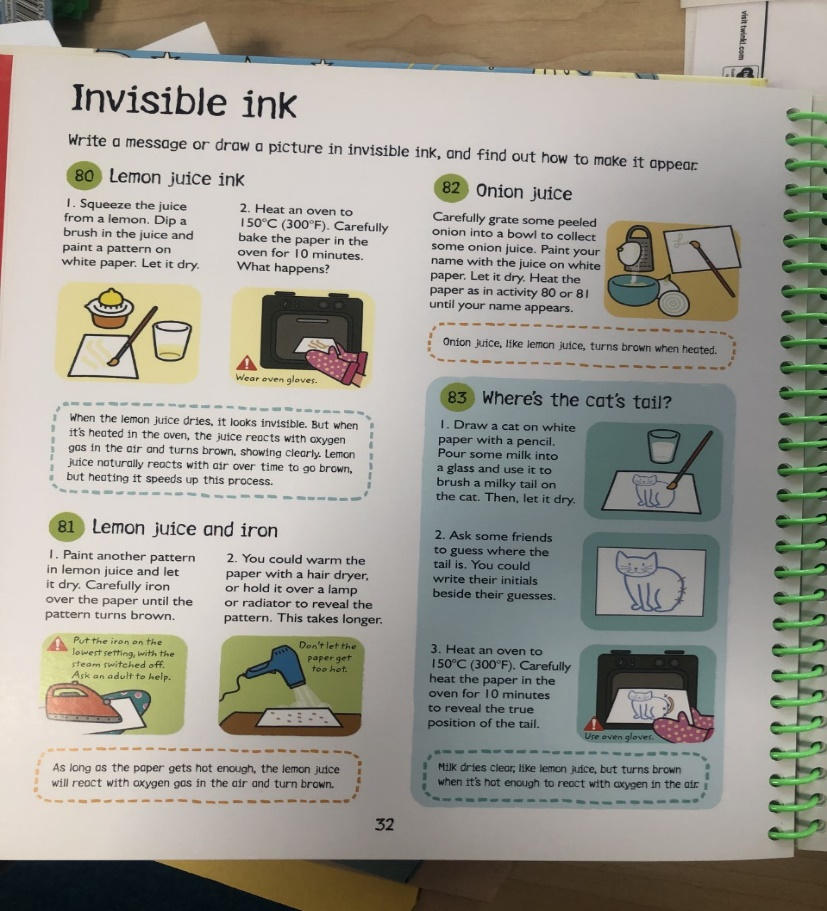 visit twinkl.com
Invisible ink
Write a message or draw a picture in invisible ink, and find out how to make it appear.
80 Lemon juice ink
1. Squeeze the juice
from a lemon. Dip a
brush in the juice and
paint a pattern on
white paper. Let it dry.
2. Heat an oven to
150°C (300°F). Carefully
bake the paper in the
oven for 10 minutes.
What happens?
Wear oven gloves.
When the lemon juice dries, it looks invisible. But when
it's heated in the oven, the juice reacts with oxygen
gas in the air and turns brown, showing clearly. Lemon
juice naturally reacts with air over time to go brown,
but heating it speeds up this process.
81 Lemon juice and iron
1. Paint another pattern
in lemon juice and let
it dry. Carefully iron
over the paper until the
pattern turns brown.
2. You could warm the
paper with a hair dryer,
or hold it over a lamp
or radiator to reveal the
pattern. This takes longer.
Put the iron on the
lowest setting, with the
steam switched off.
Ask an adult to help.
Don't let the
paper get
too hot.
As long as the paper gets hot enough, the lemon juice
will react with oxygen gas in the air and turn brown.
82 Onion juice
Carefully grate some peeled
onion into a bowl to collect
some onion juice. Paint your
name with the juice on white
paper. Let it dry. Heat the
paper as in activity 80 or 81
until your name appears.
Onion juice, like lemon juice, turns brown when heated.
83 Where's the cat's tail?
1. Draw a cat on white
paper with a pencil.
Pour some milk into
a glass and use it to
brush a milky tail on
the cat. Then, let it dry.
2. Ask some friends
to guess where the
tail is. You could
write their initials
beside their guesses.
3. Heat an oven to
150°C (300°F). Carefully
heat the paper in the
oven for 10 minutes
to reveal the true
position of the tail.
Use oven gloves.
Milk dries clear, like lemon juice, but turns brown
when it's hot enough to react with oxygen in the air.
32